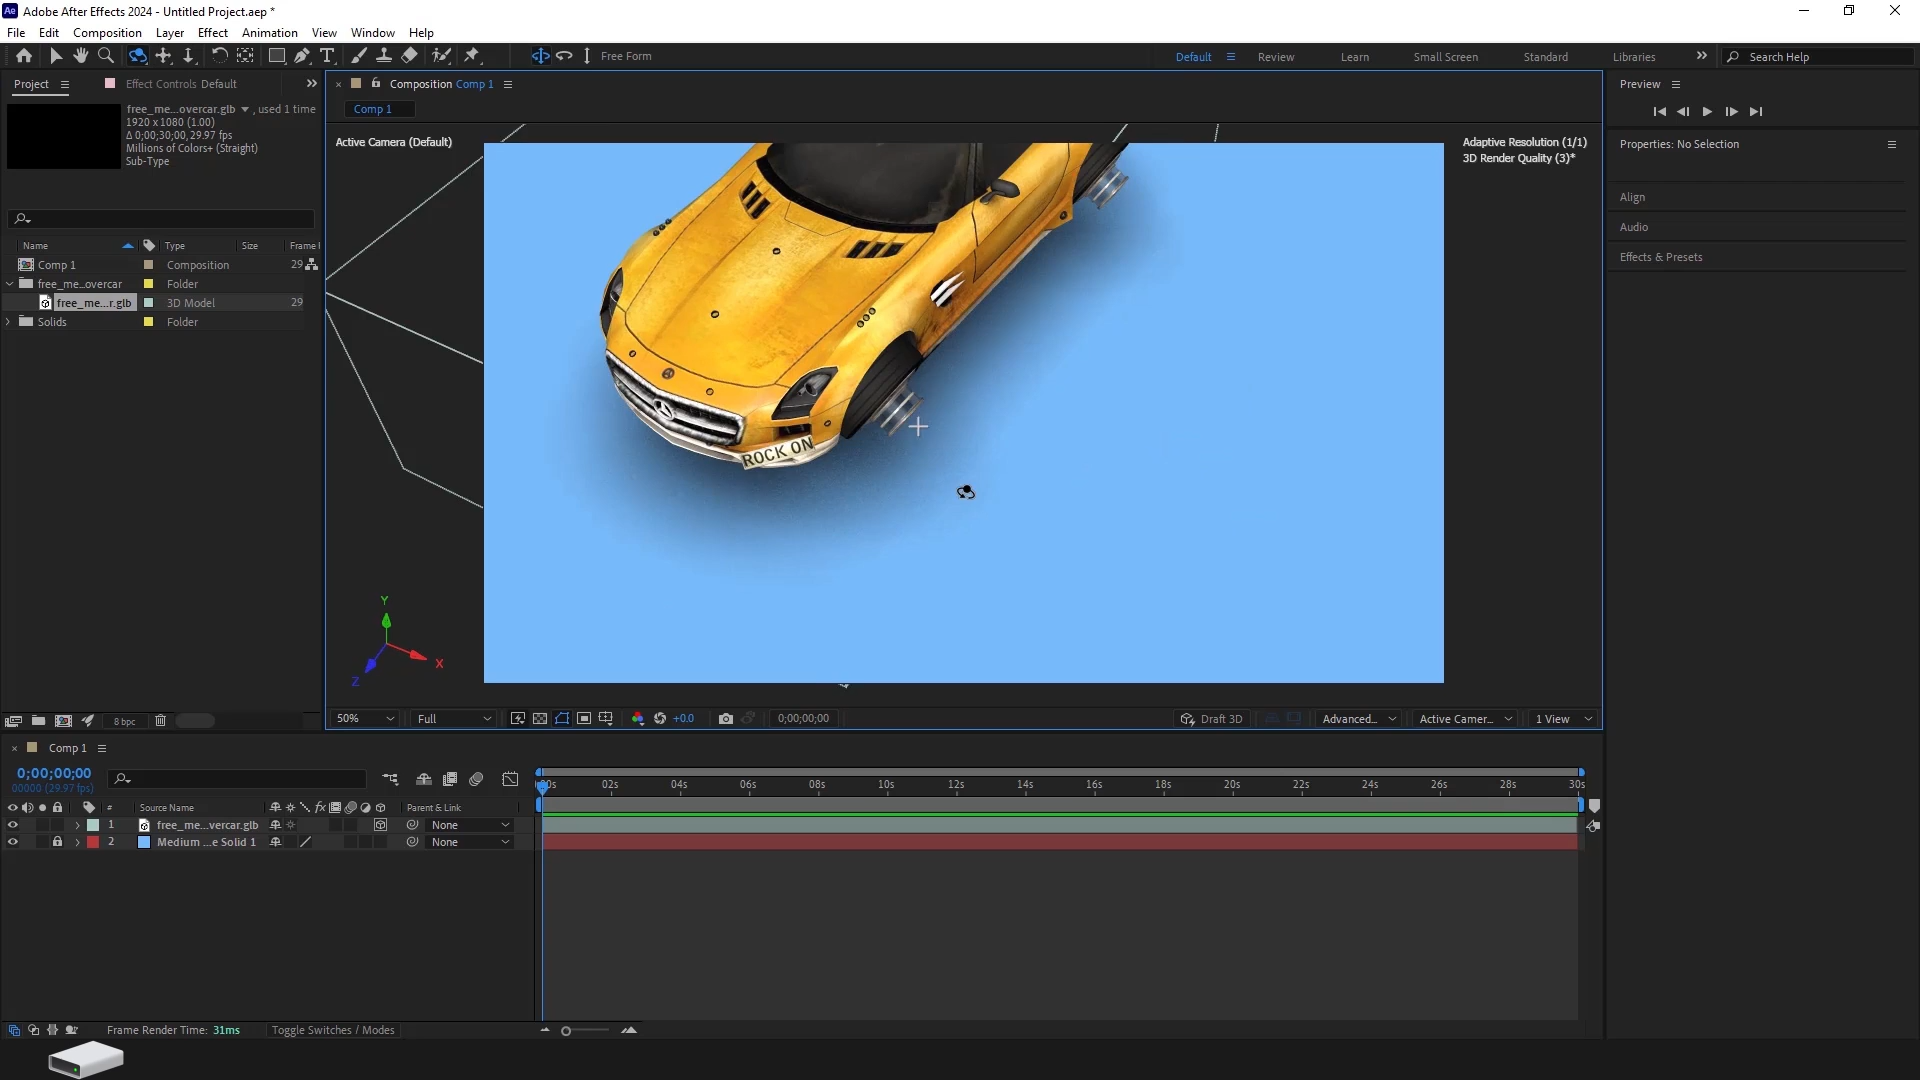 Ae Adobe After Effects 2024 - Untitled Project.aep *
File Edit Composition Layer Effect Animation View Window Help
Free Form
Default Review Learn Small Screen Standard Libraries Search Help
Project Effect Controls Default
Composition Comp 1
Comp 1
Preview
free_me...overcar.glb , used 1 time
1920 x 1080 (1.00)
Δ 0;00;30;00, 29.97 fps
Millions of Colors+ (Straight)
Sub-Type
Active Camera (Default)
Adaptive Resolution (1/1)
3D Render Quality (3)*
Properties: No Selection
Align
Audio
Effects & Presets
Name Type Size Frame
Comp 1 Composition 29
free_me...overcar Folder
free_me...r.glb 3D Model 29
Solids Folder
ROCK ON
Y
X
Z
8 bpc
50% Full +0.0 0;00;00;00 Draft 3D Advanced... Active Camer... 1 View
Comp 1
0;00;00;00
00000 (29.97 fps)
02s 04s 06s 08s 10s 12s 14s 16s 18s 20s 22s 24s 26s 28s 30s
# Source Name fx Parent & Link
1 free_me...vercar.glb None
2 Medium ...e Solid 1 None
Frame Render Time: 31ms Toggle Switches / Modes